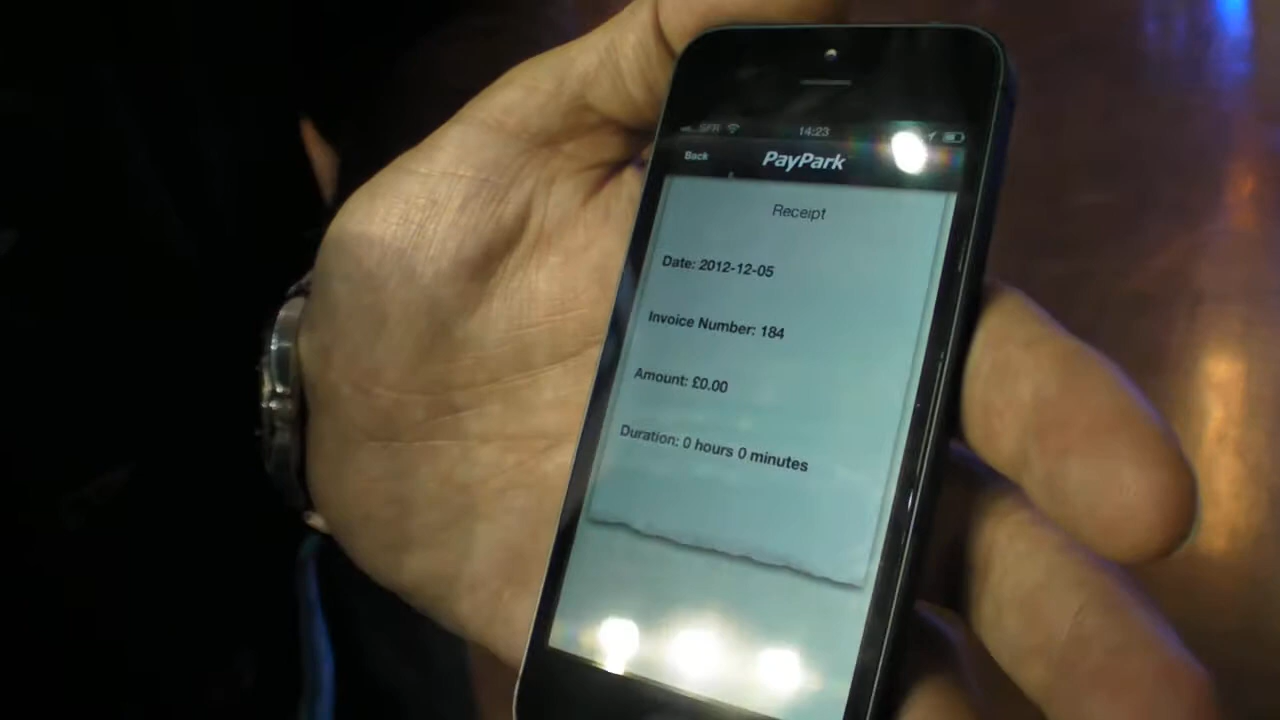 SFR 14:23
Back PayPark
Receipt
Date: 2012-12-05
Invoice Number: 184
Amount: £0.00
Duration: 0 hours 0 minutes